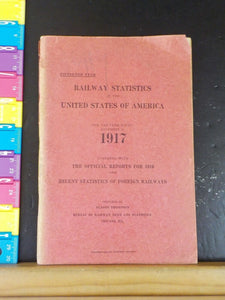 FIFTEENTH YEAR
RAILWAY STATISTICS
OF THE
UNITED STATES OF AMERICA
FOR THE YEAR ENDED
DECEMBER 31
1917
COMPARED WITH
THE OFFICIAL REPORTS FOR 1916
AND
RECENT STATISTICS OF FOREIGN RAILWAYS
PREPARED BY
SLASON THOMPSON
BUREAU OF RAILWAY NEWS AND STATISTICS
CHICAGO, ILL.